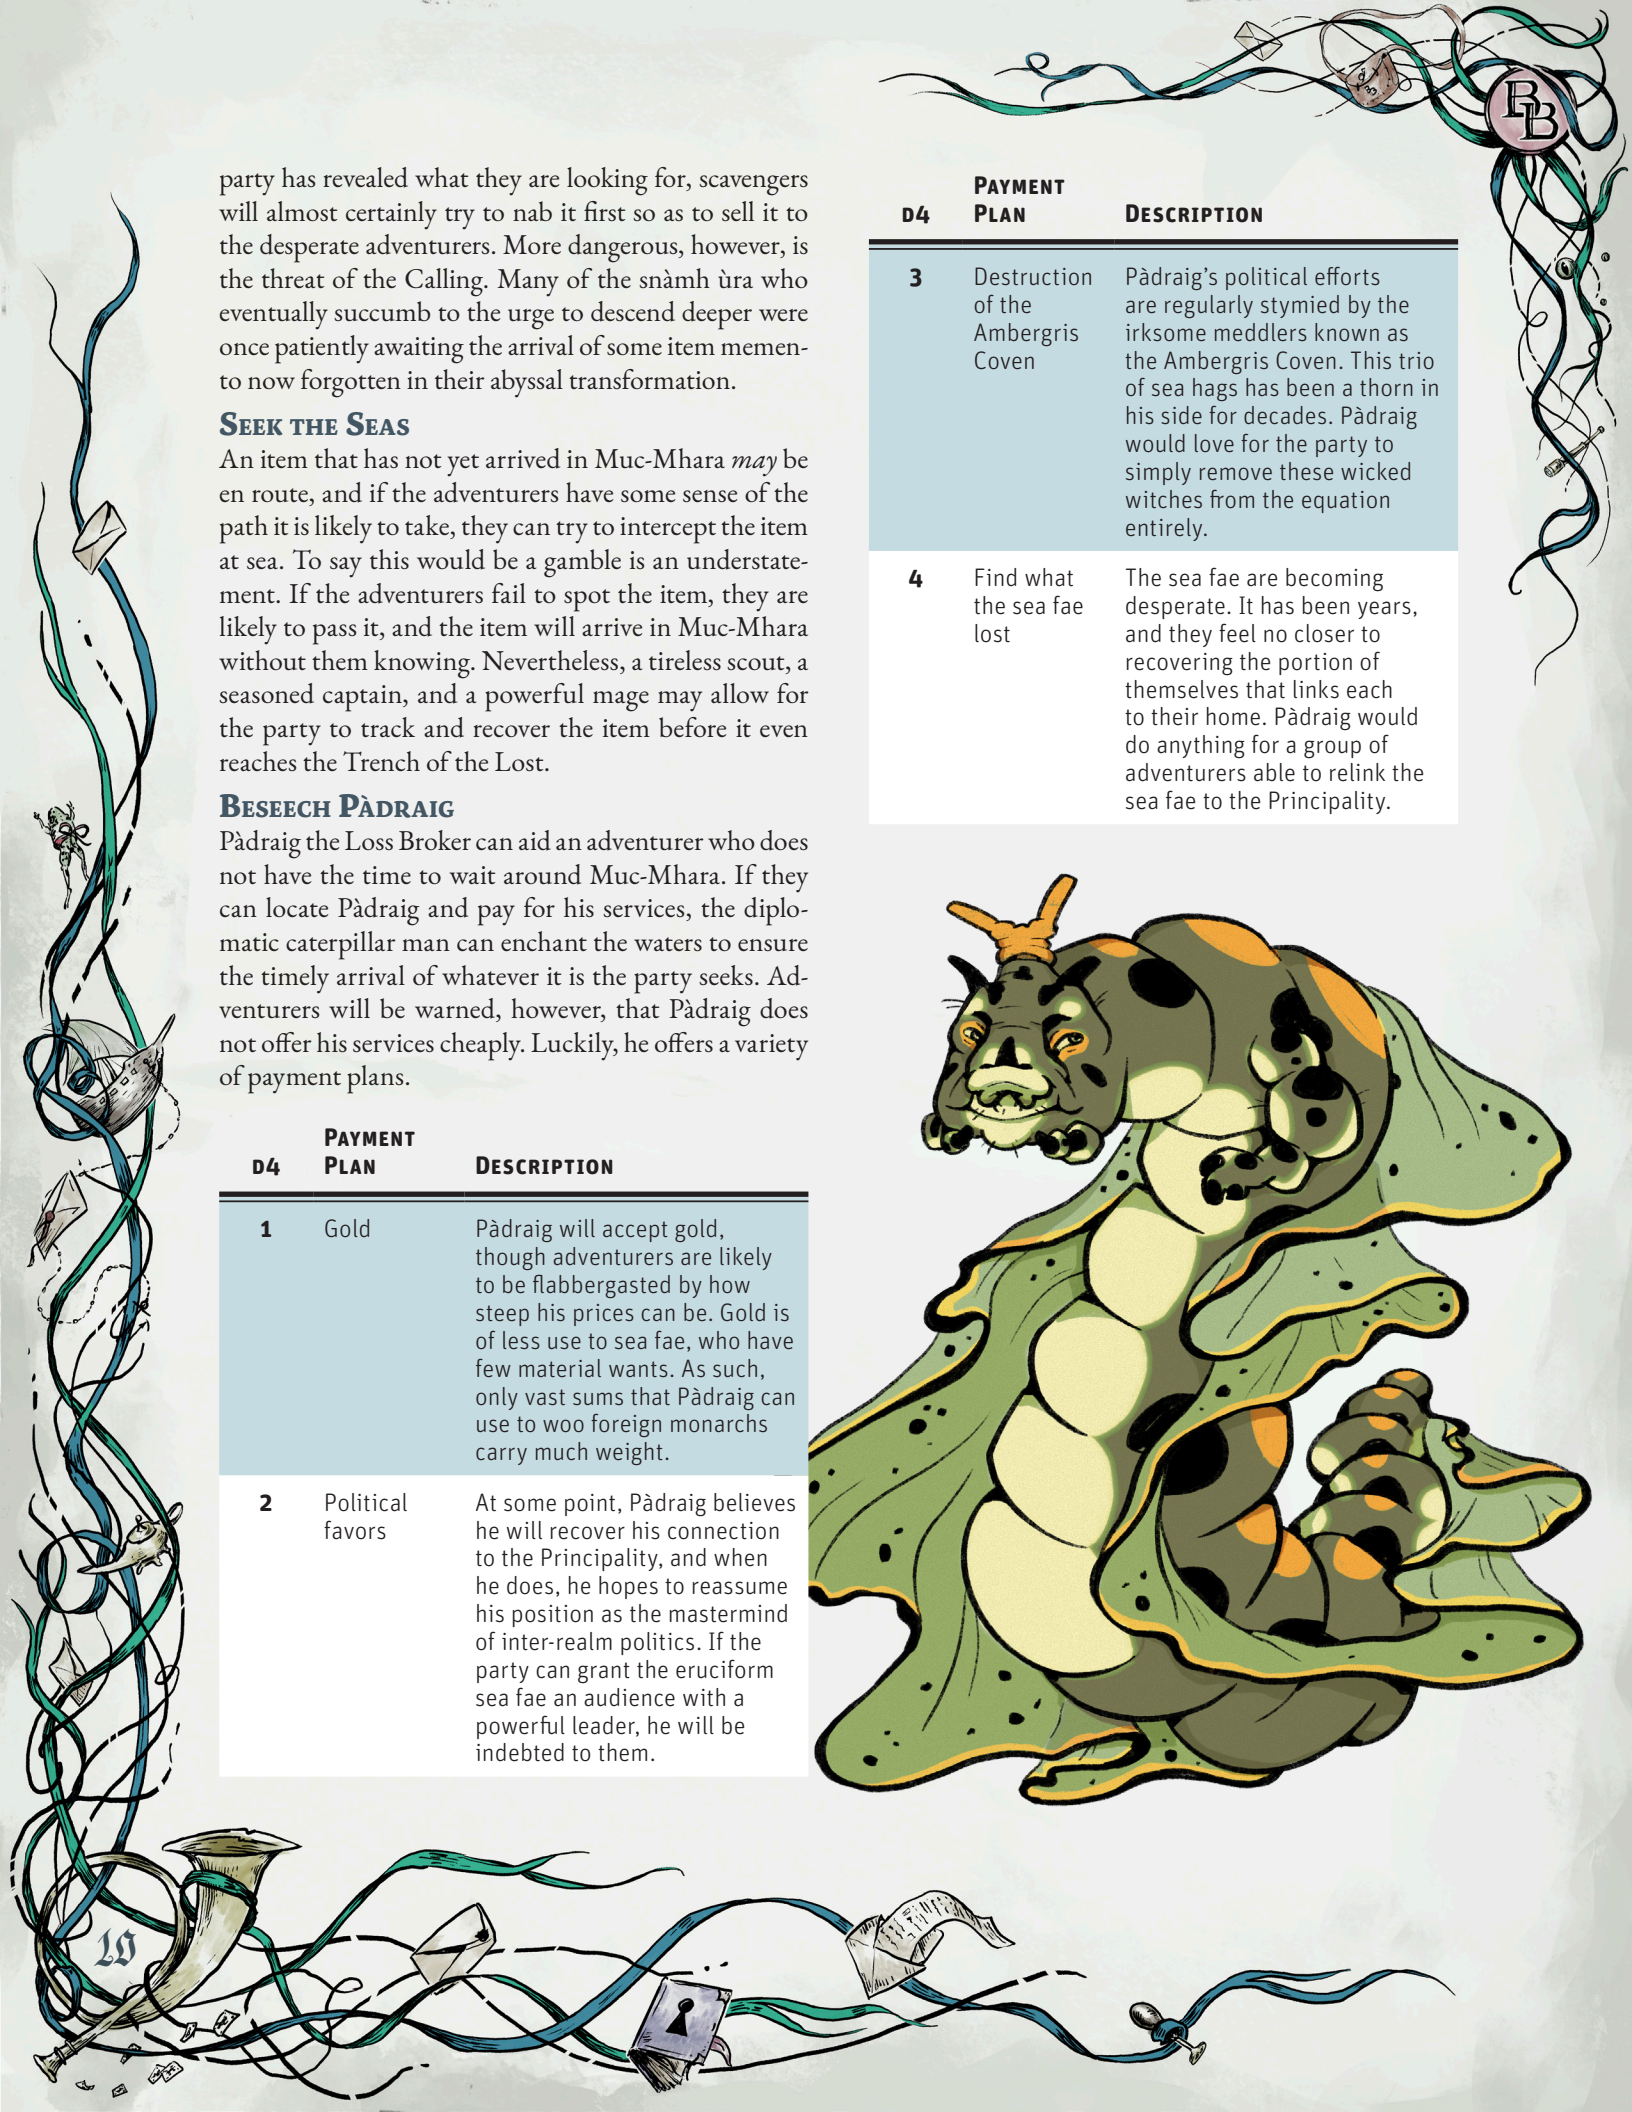 party has revealed what they are looking for, scavengers
will almost certainly try to nab it first so as to sell it to
the desperate adventurers. More dangerous, however, is
the threat of the Calling. Many of the snàmh ùra who
eventually succumb to the urge to descend deeper were
once patiently awaiting the arrival of some item memen-
to now forgotten in their abyssal transformation.
Seek the Seas
An item that has not yet arrived in Muc-Mhara may be
en route, and if the adventurers have some sense of the
path it is likely to take, they can try to intercept the item
at sea. To say this would be a gamble is an understate-
ment. If the adventurers fail to spot the item, they are
likely to pass it, and the item will arrive in Muc-Mhara
without them knowing. Nevertheless, a tireless scout, a
seasoned captain, and a powerful mage may allow for
the party to track and recover the item before it even
reaches the Trench of the Lost.
Beseech Pàdraig
Pàdraig the Loss Broker can aid an adventurer who does
not have the time to wait around Muc-Mhara. If they
can locate Pàdraig and pay for his services, the diplo-
matic caterpillar man can enchant the waters to ensure
the timely arrival of whatever it is the party seeks. Ad-
venturers will be warned, however, that Pàdraig does
not offer his services cheaply. Luckily, he offers a variety
of payment plans.
Payment
d4 Plan Description
1 Gold Pàdraig will accept gold,
though adventurers are likely
to be flabbergasted by how
steep his prices can be. Gold is
of less use to sea fae, who have
few material wants. As such,
only vast sums that Pàdraig can
use to woo foreign monarchs
carry much weight.
2 Political At some point, Pàdraig believes
favors he will recover his connection
to the Principality, and when
he does, he hopes to reassume
his position as the mastermind
of inter-realm politics. If the
party can grant the eruciform
sea fae an audience with a
powerful leader, he will be
indebted to them.
Payment
d4 Plan Description
3 Destruction Pàdraig's political efforts
of the are regularly stymied by the
Ambergris irksome meddlers known as
Coven the Ambergris Coven. This trio
of sea hags has been a thorn in
his side for decades. Pàdraig
would love for the party to
simply remove these wicked
witches from the equation
entirely.
4 Find what The sea fae are becoming
the sea fae desperate. It has been years,
lost and they feel no closer to
recovering the portion of
themselves that links each
to their home. Pàdraig would
do anything for a group of
adventurers able to relink the
sea fae to the Principality.
BB
10